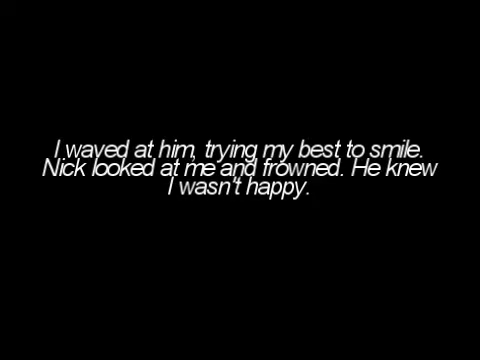 I waved at him, trying my best to smile.
Nick looked at me and frowned. He knew
I wasn't happy.